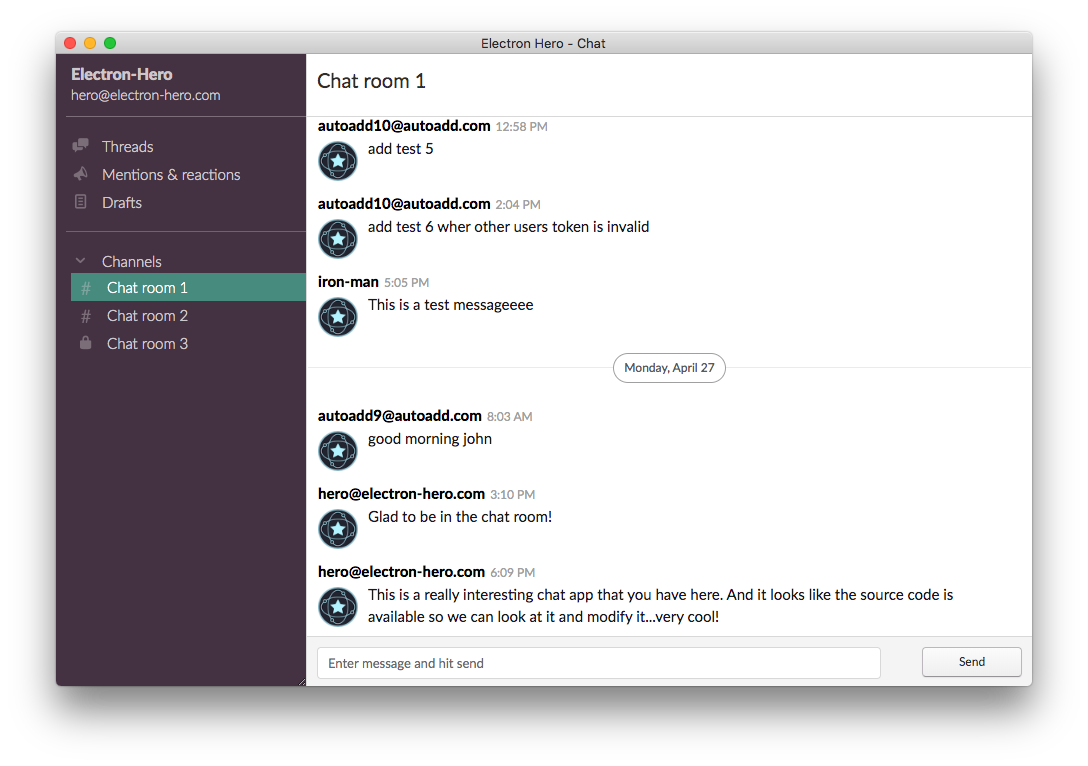 Electron Hero - Chat
Electron-Hero
hero@electron-hero.com
Threads
Mentions & reactions
Drafts
Channels
# Chat room 1
# Chat room 2
Chat room 3
Chat room 1
autoadd10@autoadd.com 12:58 PM
add test 5
autoadd10@autoadd.com 2:04 PM
add test 6 wher other users token is invalid
iron-man 5:05 PM
This is a test messageeee
Monday, April 27
autoadd9@autoadd.com 8:03 AM
good morning john
hero@electron-hero.com 3:10 PM
Glad to be in the chat room!
hero@electron-hero.com 6:09 PM
This is a really interesting chat app that you have here. And it looks like the source code is
available so we can look at it and modify it...very cool!
Enter message and hit send
Send